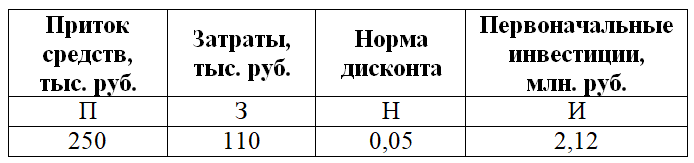 Приток средств, тыс. руб.
Затраты, тыс. руб.
Норма дисконта
Первоначальные инвестиции, млн. руб.
П З Н И
250 110 0,05 2,12